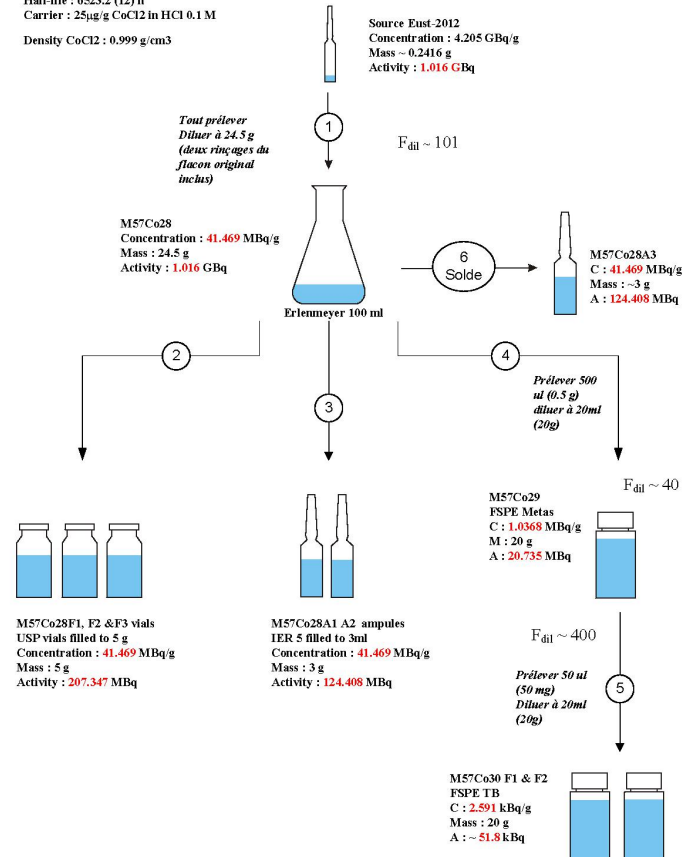 Half-life : 6523.2 (12) h
Carrier : 25µg/g CoCl2 in HCl 0.1 M
Density CoCl2 : 0.999 g/cm3
Source Eust-2012
Concentration : 4.205 GBq/g
Mass ~ 0.2416 g
Activity : 1.016 GBq
1
Tout prélever
Diluer à 24.5 g
(deux rinçages du
flacon original
inclus)
Fdil ~ 101
M57Co28
Concentration : 41.469 MBq/g
Mass : 24.5 g
Activity : 1.016 GBq
Erlenmeyer 100 ml
6
Solde
M57Co28A3
C : 41.469 MBq/g
Mass : ~3 g
A : 124.408 MBq
2
3
4
Prélever 500
ul (0.5 g)
diluer à 20ml
(20g)
Fdil ~ 40
M57Co29
FSPE Metas
C : 1.0368 MBq/g
M : 20 g
A : 20.735 MBq
M57Co28F1, F2 &F3 vials
USP vials filled to 5 g
Concentration : 41.469 MBq/g
Mass : 5 g
Activity : 207.347 MBq
M57Co28A1 A2 ampules
IER 5 filled to 3ml
Concentration : 41.469 MBq/g
Mass : 3 g
Activity : 124.408 MBq
Fdil ~ 400
Prélever 50 ul
(50 mg)
Diluer à 20ml
(20g)
5
M57Co30 F1 & F2
FSPE TB
C : 2.591 kBq/g
Mass : 20 g
A : ~ 51.8 kBq